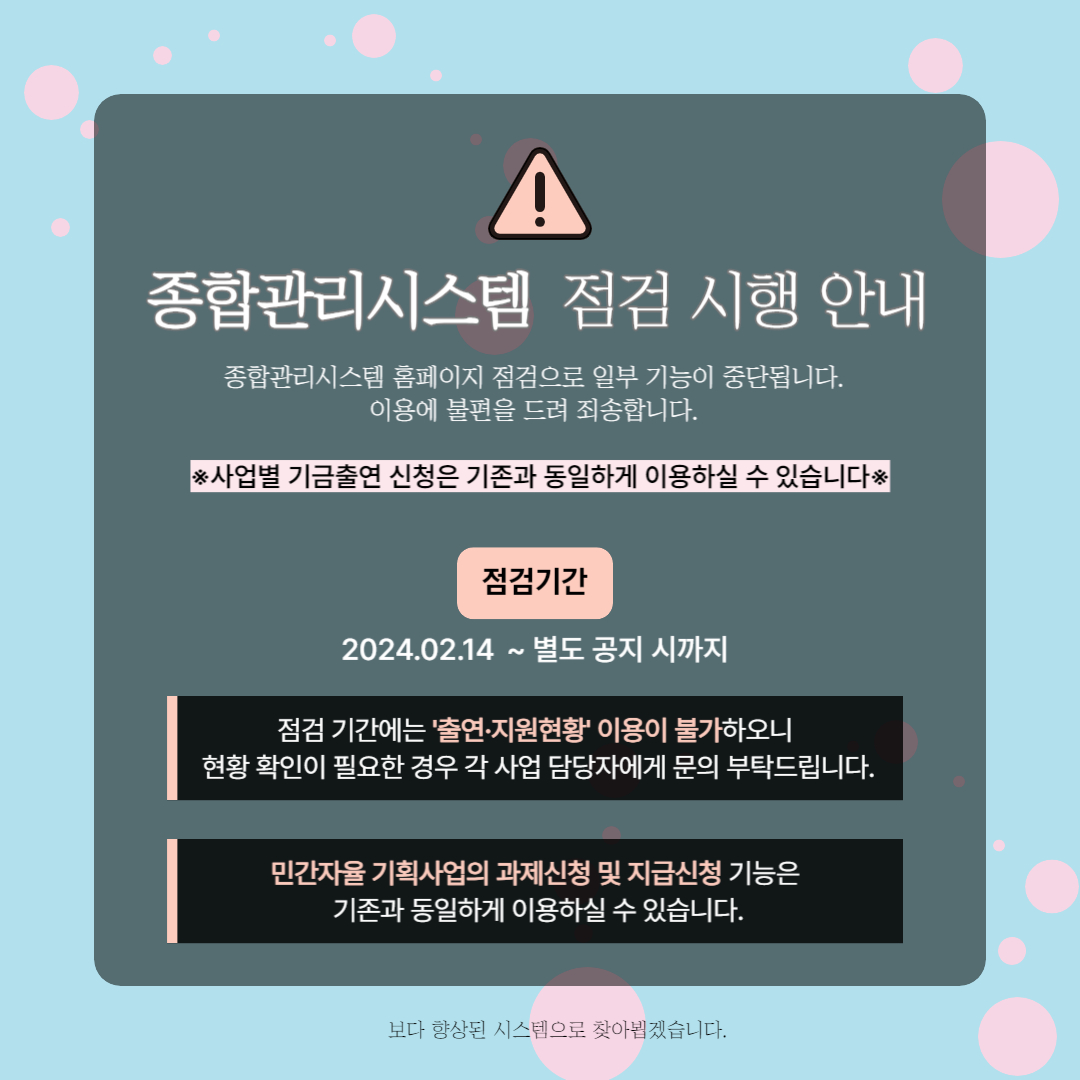 종합관리시스템 점검 시행 안내
종합관리시스템 홈페이지 점검으로 일부 기능이 중단됩니다.
이용에 불편을 드려 죄송합니다.
※사업별 기금출연 신청은 기존과 동일하게 이용하실 수 있습니다※
점검기간
2024.02.14 ~ 별도 공지 시까지
점검 기간에는 '출연·지원현황' 이용이 불가하오니
현황 확인이 필요한 경우 각 사업 담당자에게 문의 부탁드립니다.
민간자율 기획사업의 과제신청 및 지급신청 기능은
기존과 동일하게 이용하실 수 있습니다.
보다 향상된 시스템으로 찾아뵙겠습니다.